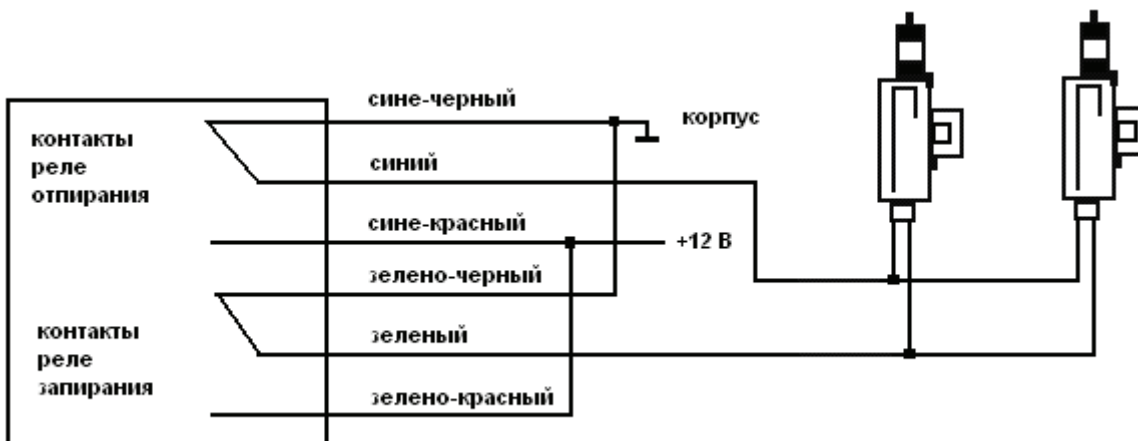 сине-черный
корпус
контакты
реле
отпирания
синий
сине-красный
+12 В
зелено-черный
контакты
реле
запирания
зеленый
зелено-красный